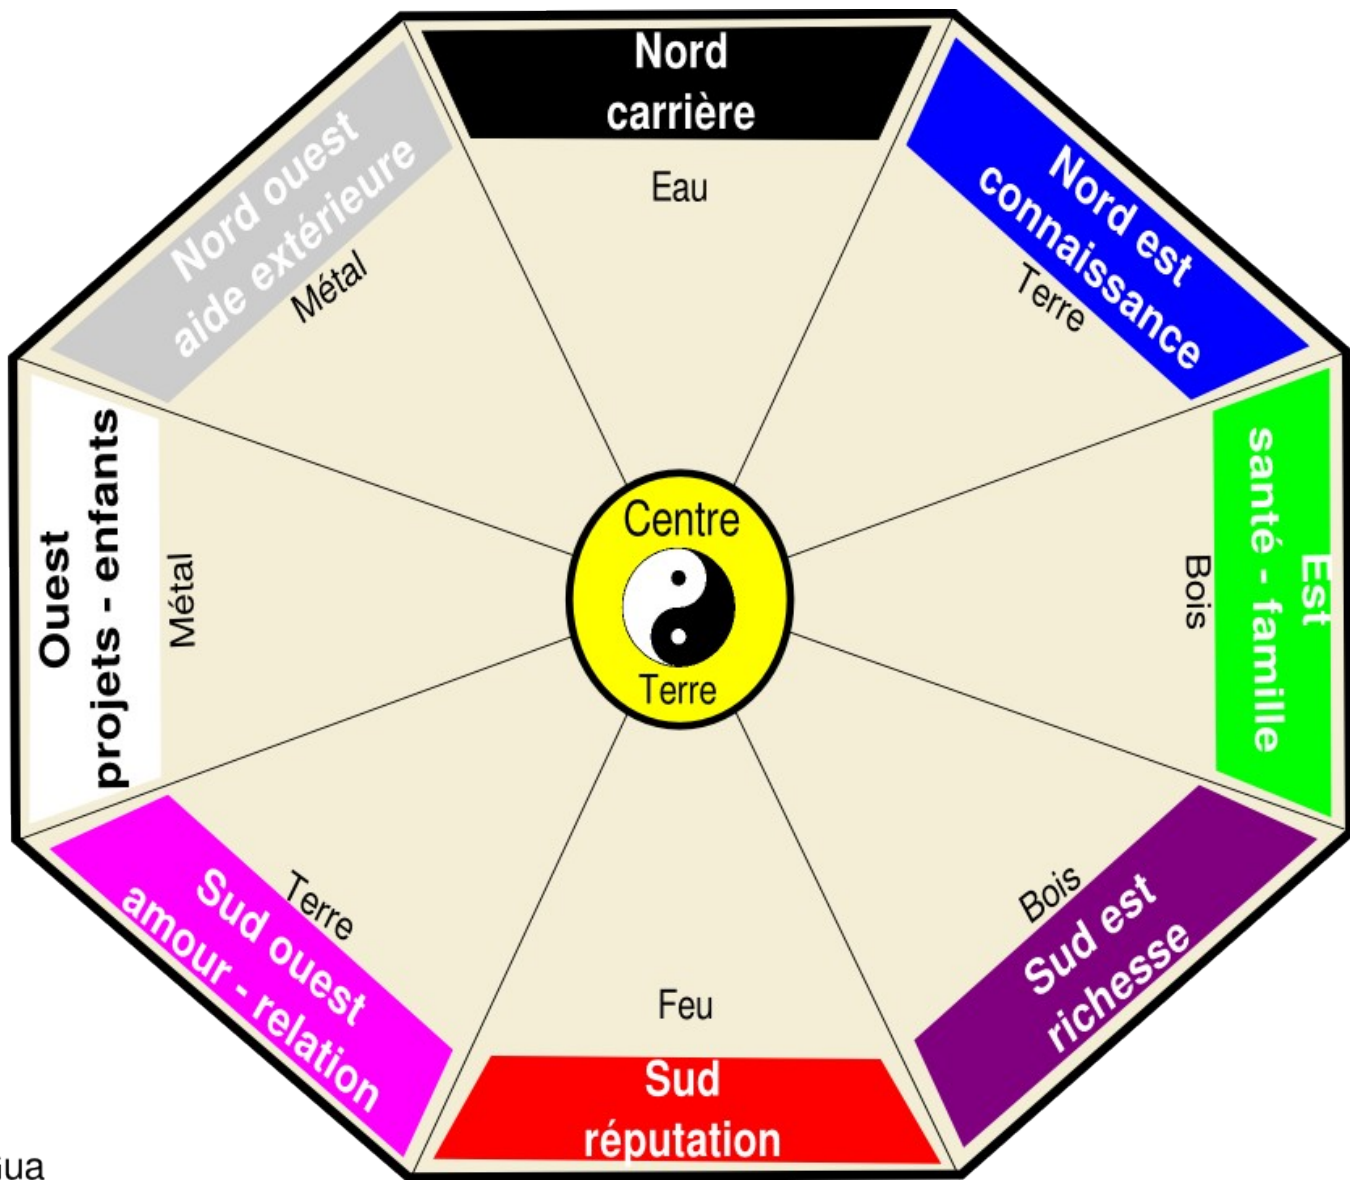 Nord
carrière
Eau
Nord est
connaissance
Terre
Est
santé - famille
Bois
Sud est
richesse
Bois
Feu
Sud
réputation
Sud ouest
amour - relation
Terre
Ouest
projets - enfants
Métal
Nord ouest
aide extérieure
Métal
Centre
Terre